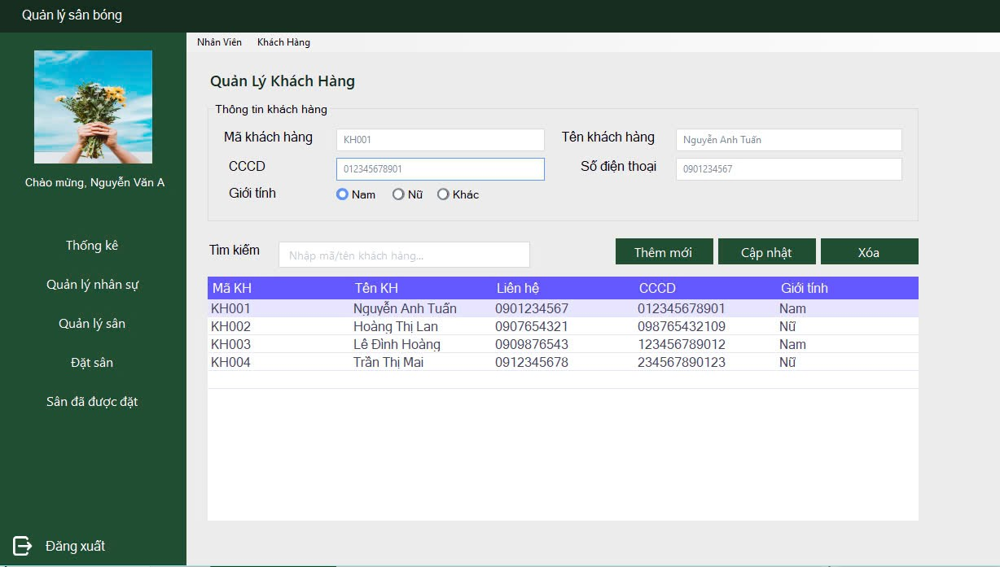 Quản lý sân bóng
Nhân Viên Khách Hàng
Chào mừng, Nguyễn Văn A
Thống kê
Quản lý nhân sự
Quản lý sân
Đặt sân
Sân đã được đặt
Đăng xuất
Quản Lý Khách Hàng
Thông tin khách hàng
Mã khách hàng KH001 Tên khách hàng Nguyễn Anh Tuấn
CCCD 012345678901 Số điện thoại 0901234567
Giới tính Nam Nữ Khác
Tìm kiếm Nhập mã/tên khách hàng... Thêm mới Cập nhật Xóa
Mã KH Tên KH Liên hệ CCCD Giới tính
KH001 Nguyễn Anh Tuấn 0901234567 012345678901 Nam
KH002 Hoàng Thị Lan 0907654321 098765432109 Nữ
KH003 Lê Đình Hoàng 0909876543 123456789012 Nam
KH004 Trần Thị Mai 0912345678 234567890123 Nữ